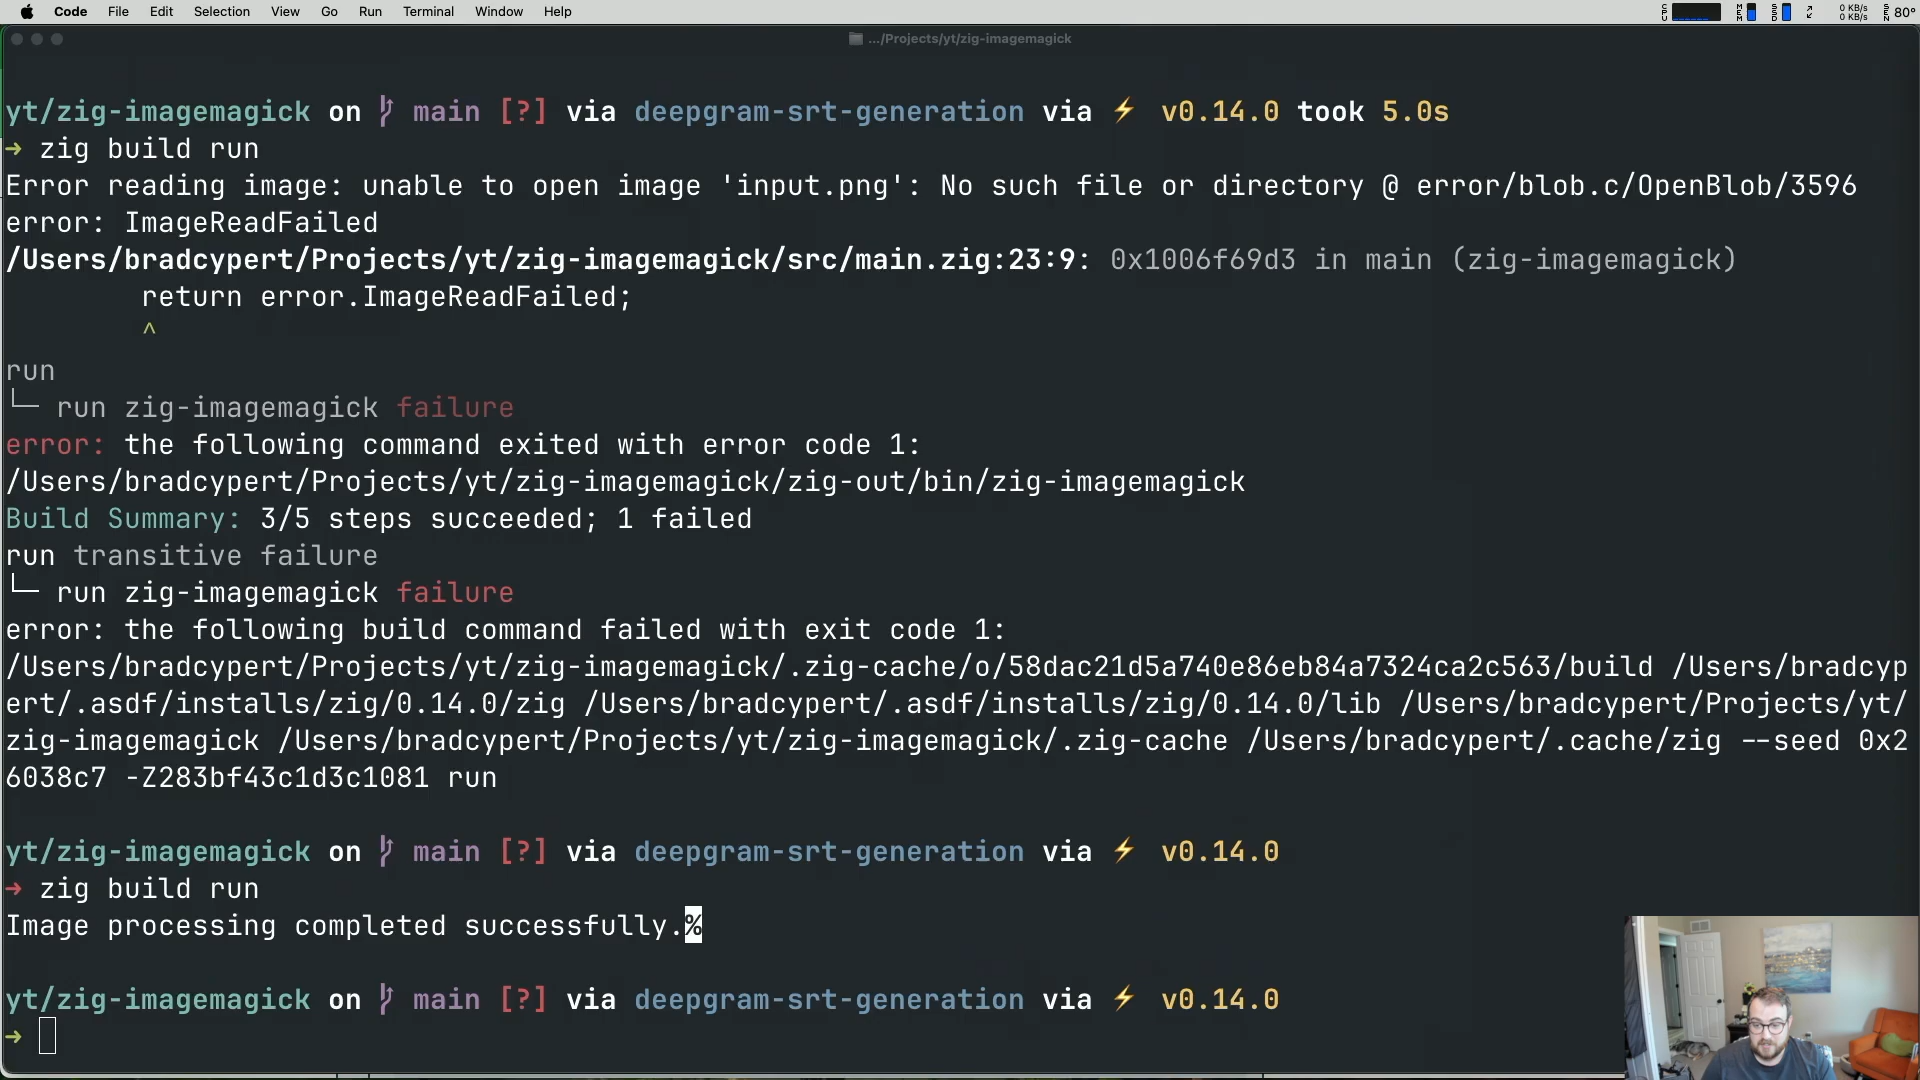 Code File Edit Selection View Go Run Terminal Window Help CPU MEM SSD 0 KB/s 0 KB/s SEN 80°
.../Projects/yt/zig-imagemagick
yt/zig-imagemagick on main [?] via deepgram-srt-generation via ⚡ v0.14.0 took 5.0s
→ zig build run
Error reading image: unable to open image 'input.png': No such file or directory @ error/blob.c/OpenBlob/3596
error: ImageReadFailed
/Users/bradcypert/Projects/yt/zig-imagemagick/src/main.zig:23:9: 0x1006f69d3 in main (zig-imagemagick)
return error.ImageReadFailed;
^
run
└─ run zig-imagemagick failure
error: the following command exited with error code 1:
/Users/bradcypert/Projects/yt/zig-imagemagick/zig-out/bin/zig-imagemagick
Build Summary: 3/5 steps succeeded; 1 failed
run transitive failure
└─ run zig-imagemagick failure
error: the following build command failed with exit code 1:
/Users/bradcypert/Projects/yt/zig-imagemagick/.zig-cache/o/58dac21d5a740e86eb84a7324ca2c563/build /Users/bradcyp
ert/.asdf/installs/zig/0.14.0/zig /Users/bradcypert/.asdf/installs/zig/0.14.0/lib /Users/bradcypert/Projects/yt/
zig-imagemagick /Users/bradcypert/Projects/yt/zig-imagemagick/.zig-cache /Users/bradcypert/.cache/zig --seed 0x2
6038c7 -Z283bf43c1d3c1081 run
yt/zig-imagemagick on main [?] via deepgram-srt-generation via ⚡ v0.14.0
→ zig build run
Image processing completed successfully.%
yt/zig-imagemagick on main [?] via deepgram-srt-generation via ⚡ v0.14.0
→